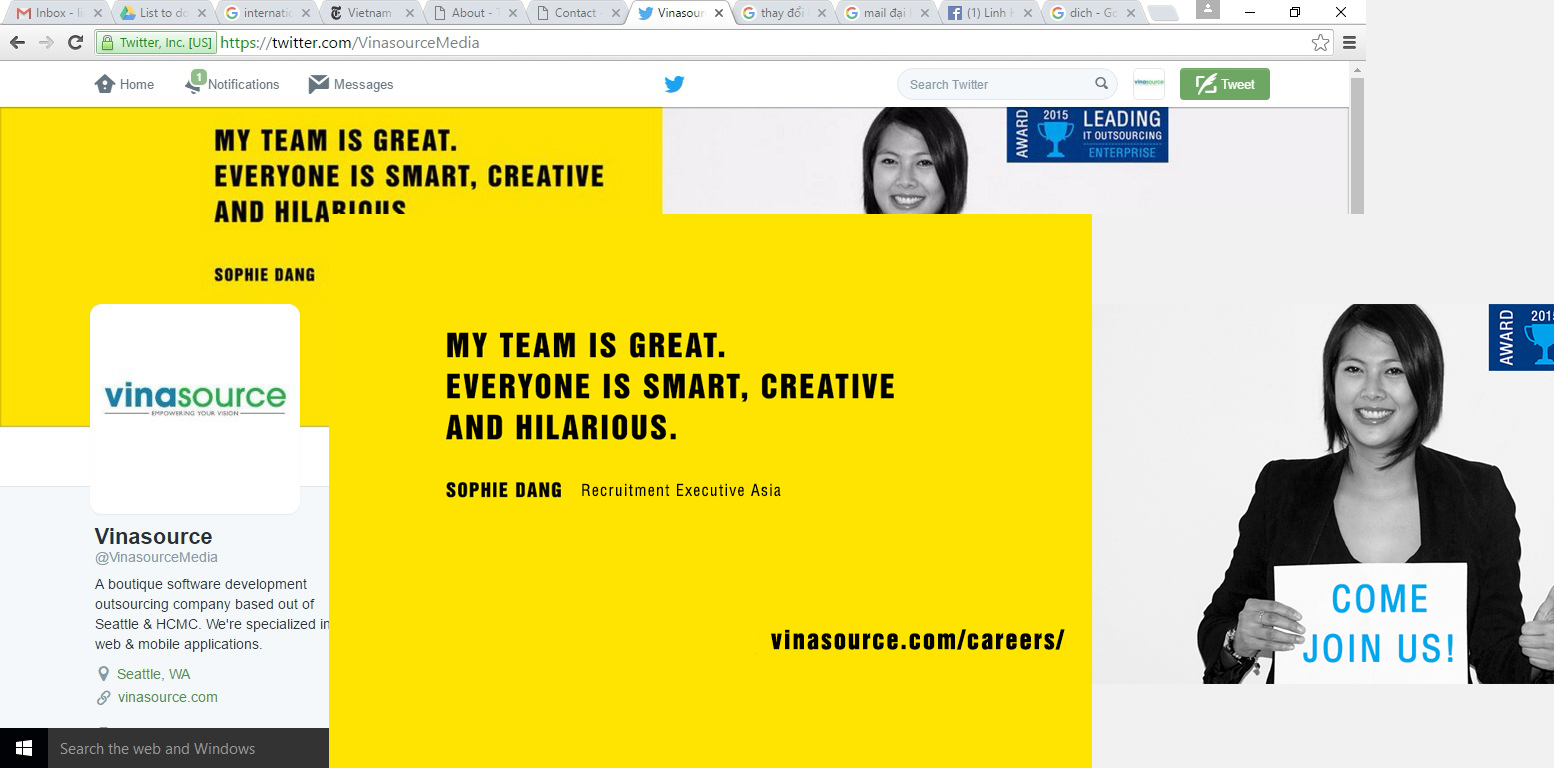 Inbox - li
List to do
internatio
Vietnam
About - T
Contact -
Vinasour
thay đổi
mail đại
(1) Linh H
dich - Go
Twitter, Inc. [US] https://twitter.com/VinasourceMedia
Home
1
Notifications
Messages
Search Twitter
vinasource
Tweet
MY TEAM IS GREAT.
EVERYONE IS SMART, CREATIVE
AND HILARIOUS
SOPHIE DANG
AWARD
2015 LEADING
IT OUTSOURCING
ENTERPRISE
vinasource
EMPOWERING YOUR VISION
Vinasource
@VinasourceMedia
A boutique software development
outsourcing company based out of
Seattle & HCMC. We're specialized in
web & mobile applications.
Seattle, WA
vinasource.com
MY TEAM IS GREAT.
EVERYONE IS SMART, CREATIVE
AND HILARIOUS.
SOPHIE DANG Recruitment Executive Asia
vinasource.com/careers/
AWARD
201
COME
JOIN US!
Search the web and Windows